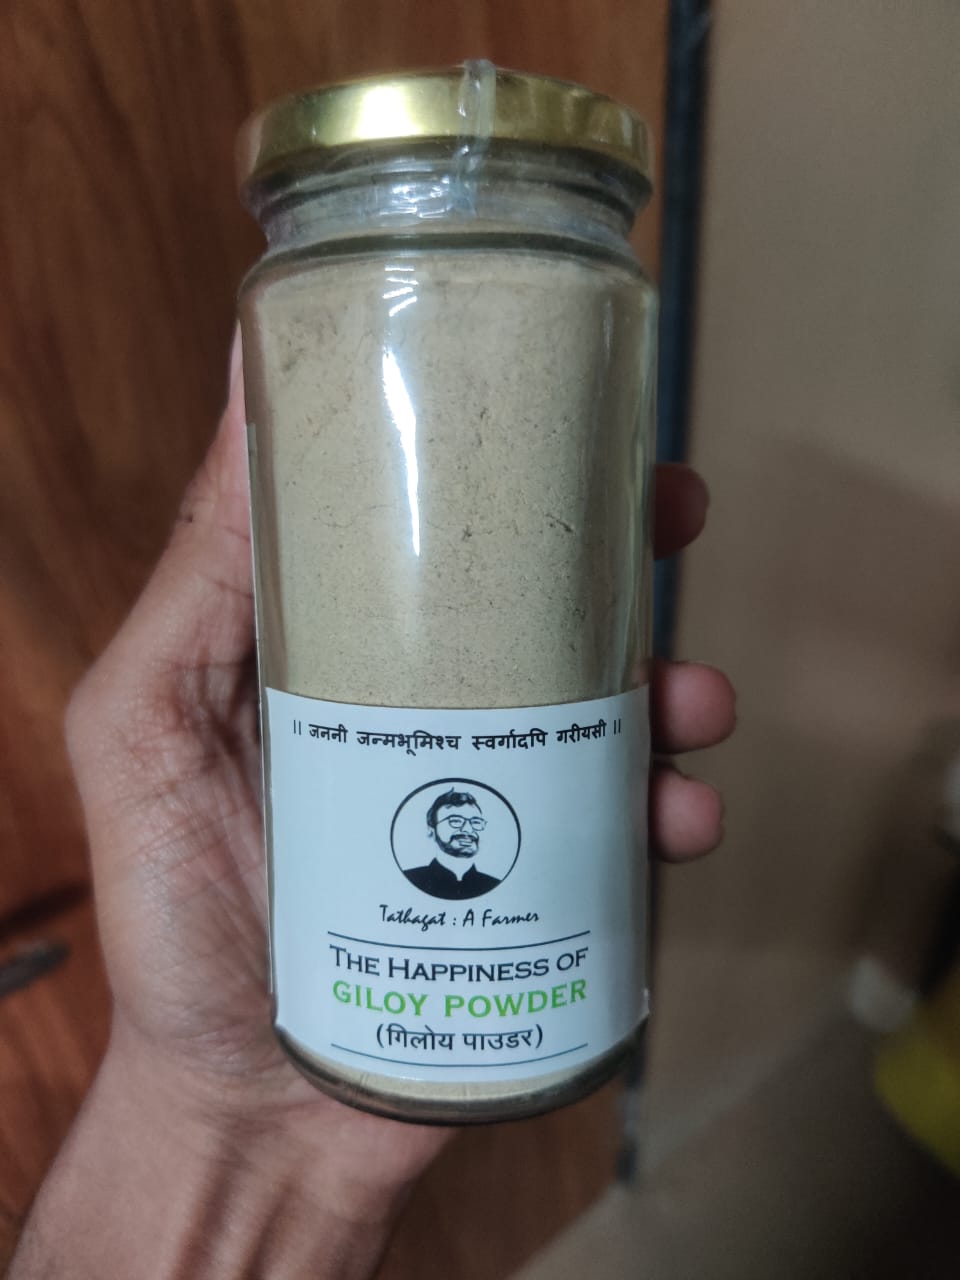 || जननी जन्मभूमिश्च स्वर्गादपि गरीयसी ||
Tathagat : A Farmer
THE HAPPINESS OF
GILOY POWDER
(गिलोय पाउडर)